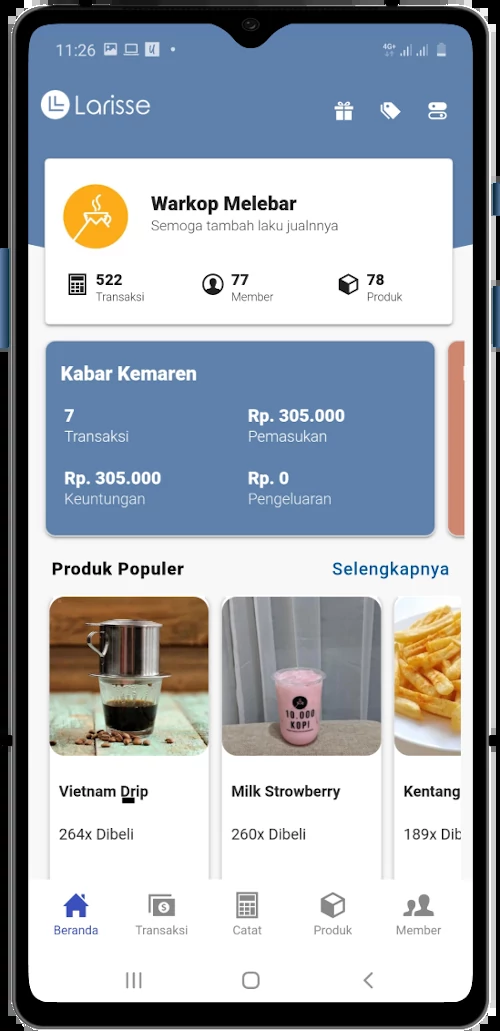 11:26
4G+
Larisse
Warkop Melebar
Semoga tambah laku jualnnya
522
Transaksi
77
Member
78
Produk
Kabar Kemaren
7
Transaksi
Rp. 305.000
Pemasukan
Rp. 305.000
Keuntungan
Rp. 0
Pengeluaran
Produk Populer
Selengkapnya
10.000
KOPI
Vietnam Drip
264x Dibeli
Milk Strowberry
260x Dibeli
Kentang
189x Dib
Beranda
Transaksi
Catat
Produk
Member